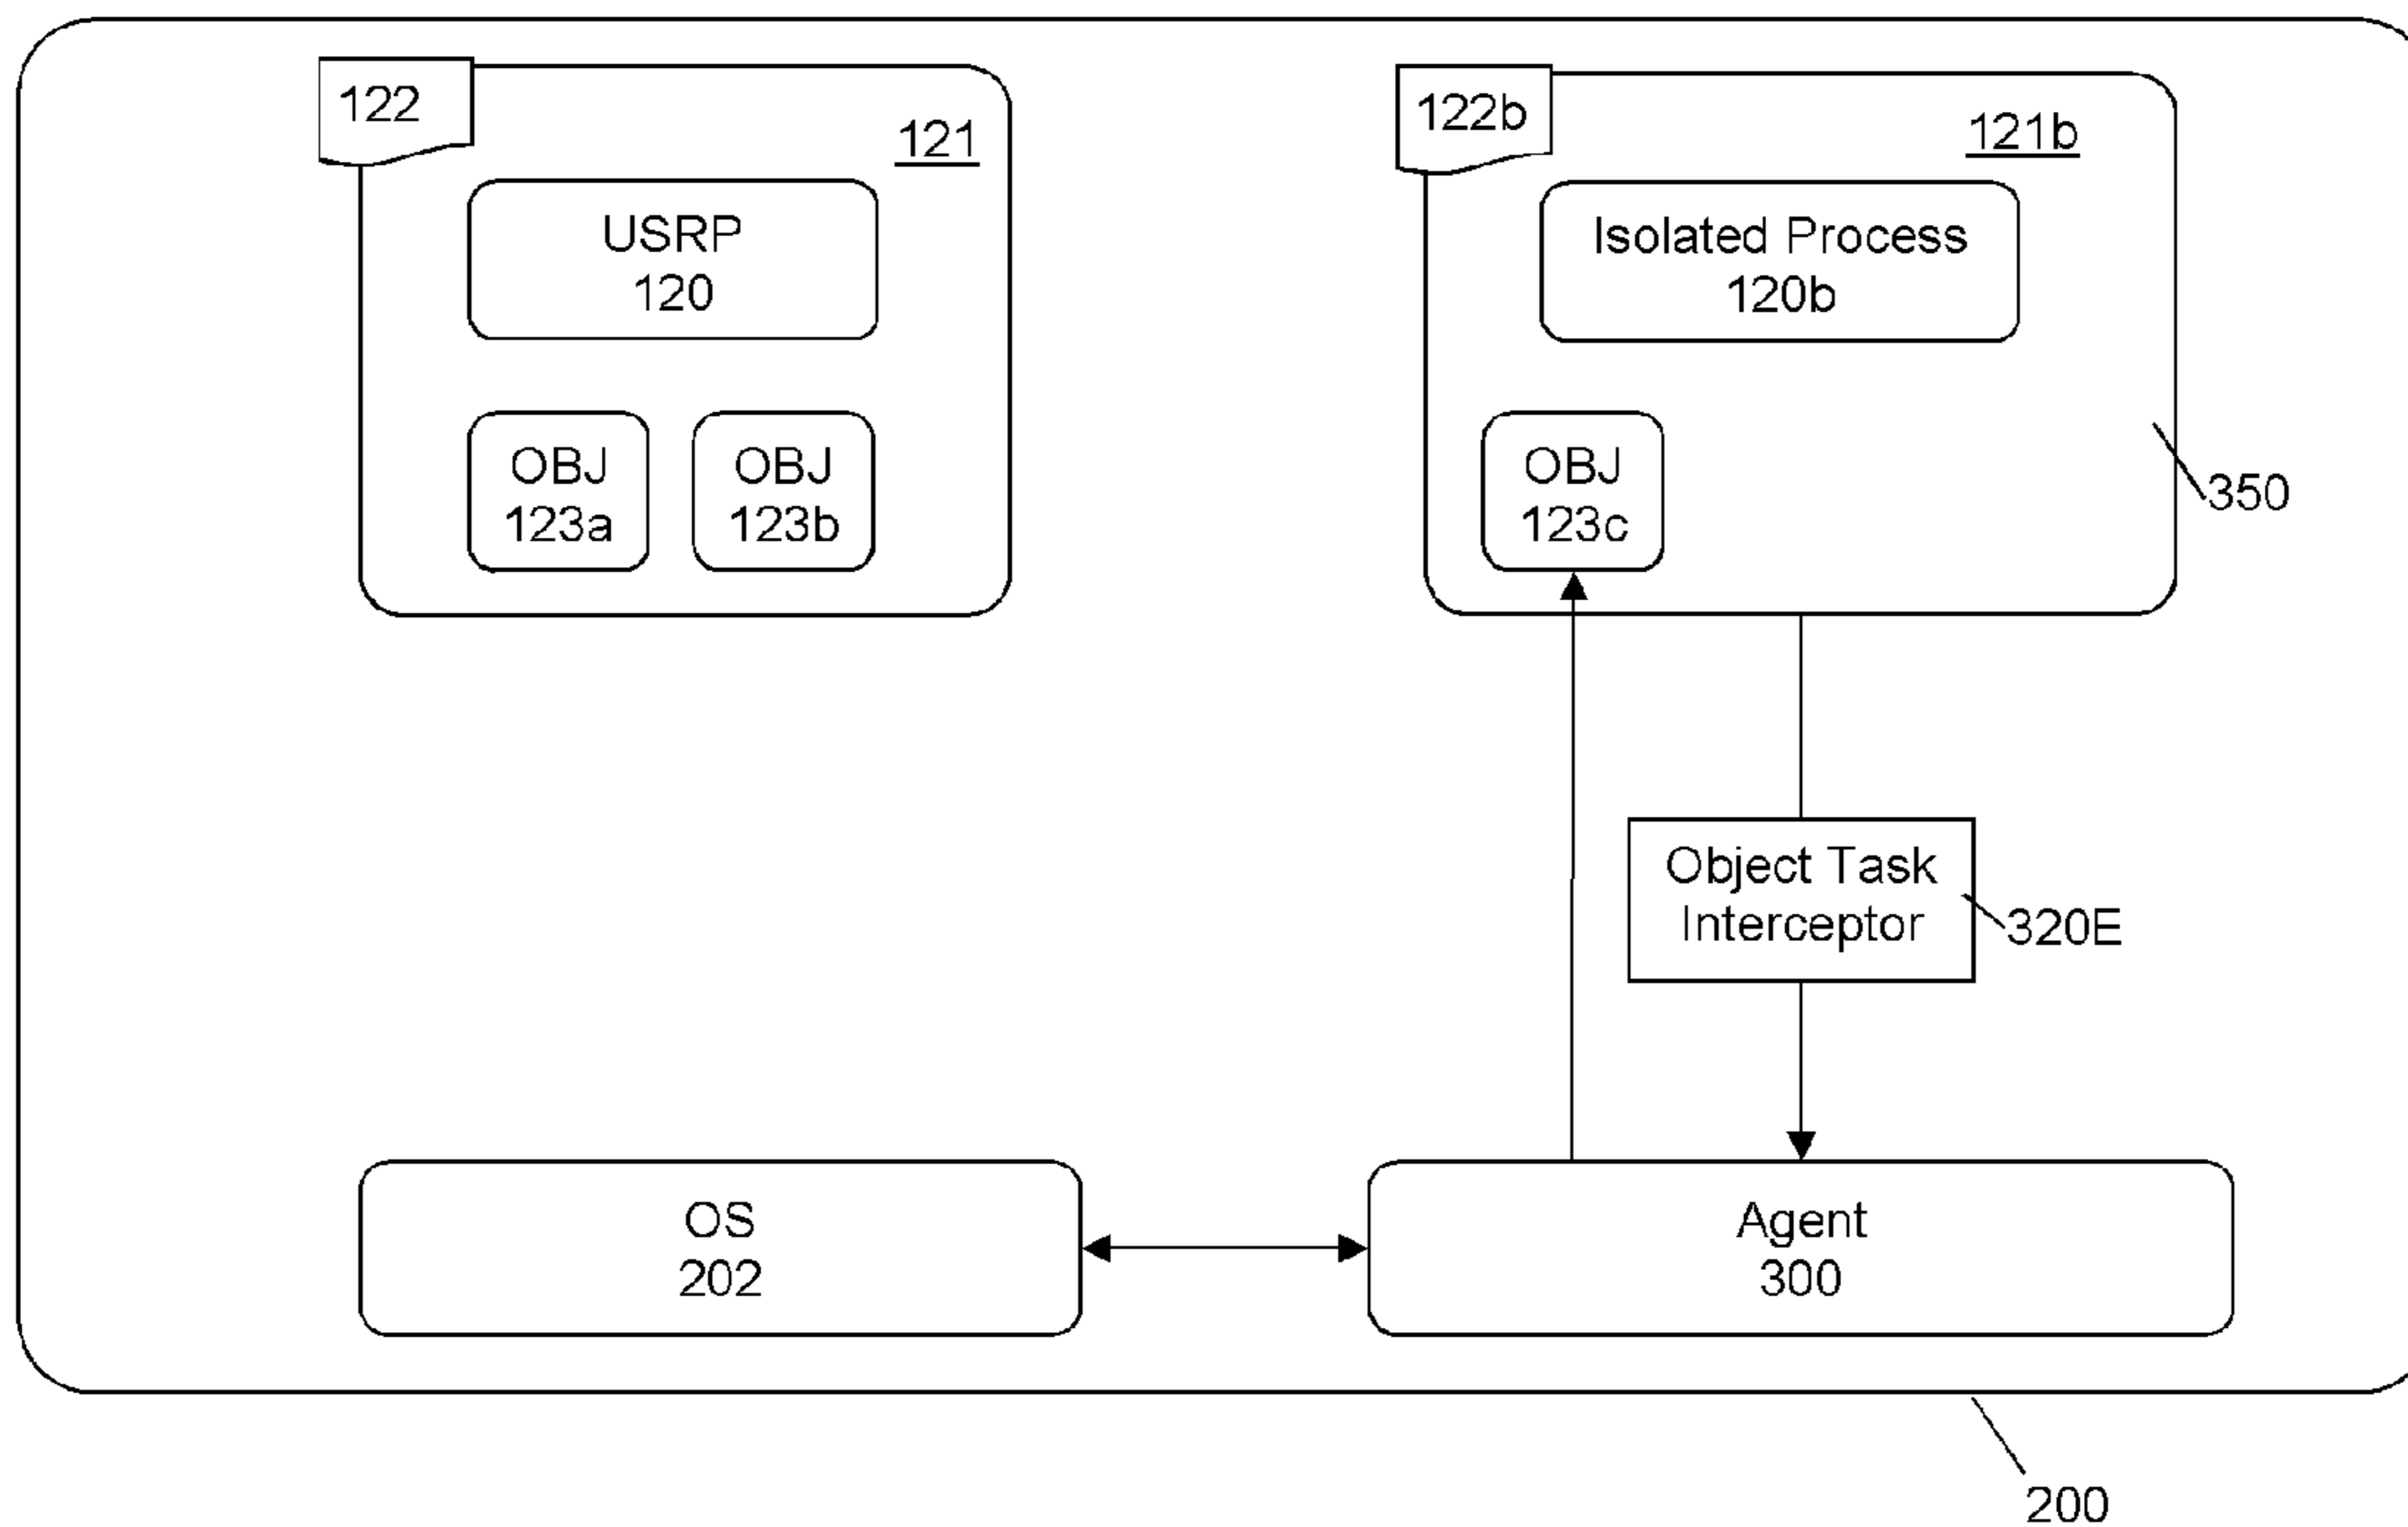 122
121
USRP
120
OBJ
123a
OBJ
123b
122b
121b
Isolated Process
120b
OBJ
123c
350
Object Task
Interceptor
320E
OS
202
Agent
300
200